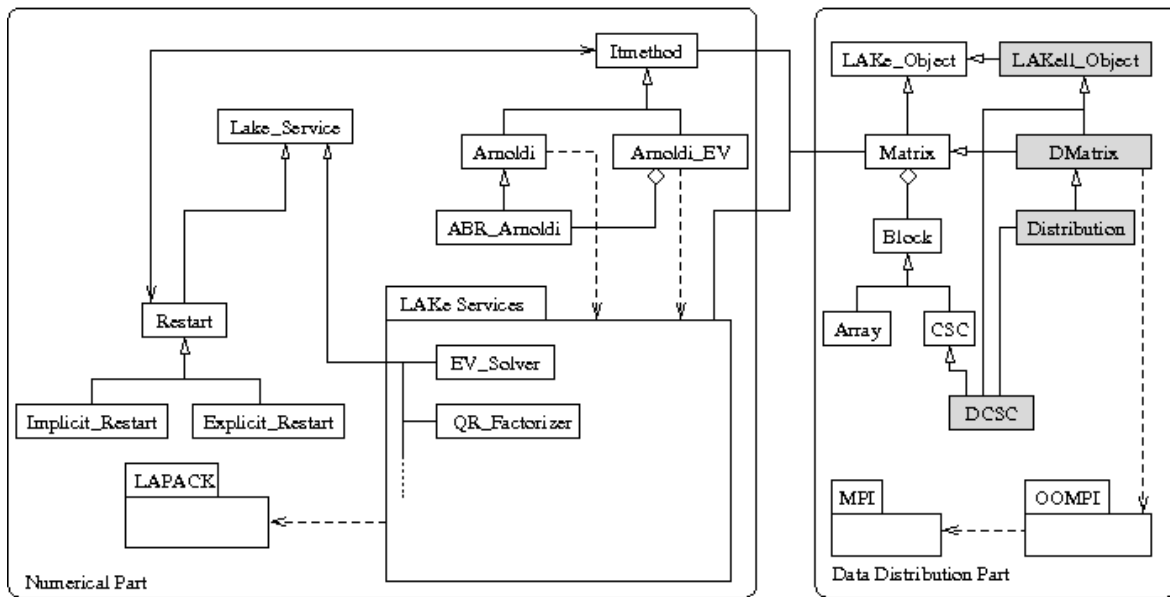 Itmethod
LAKe_Object
LAKell_Object
Lake_Service
Arnoldi
Arnoldi_EV
Matrix
DMatrix
ABR_Arnoldi
Block
Distribution
LAKe Services
Restart
Array
CSC
EV_Solver
Implicit_Restart
Explicit_Restart
QR_Factorizer
DCSC
LAPACK
MPI
OOMPI
Numerical Part
Data Distribution Part